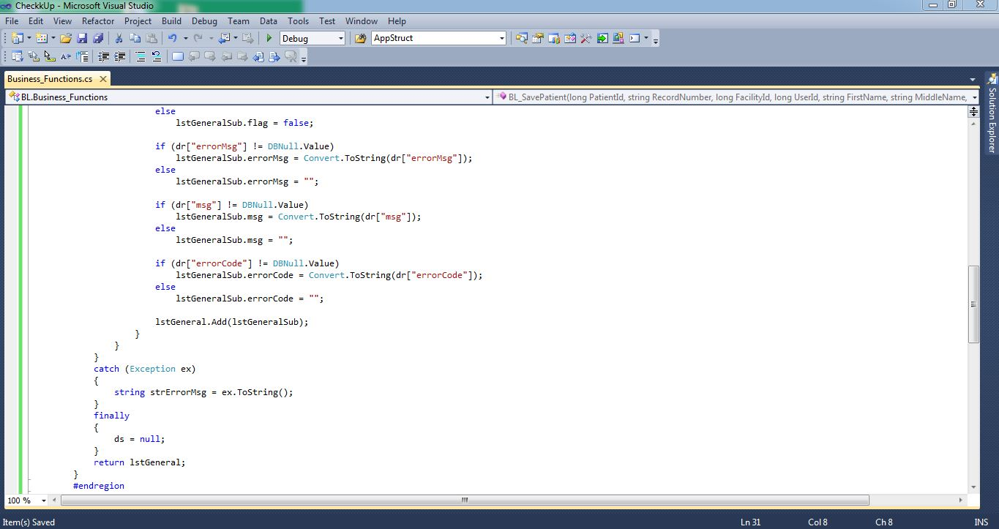 CheckkUp - Microsoft Visual Studio
File Edit View Refactor Project Build Debug Team Data Tools Test Window Help
Debug AppStruct
Business_Functions.cs
BL.Business_Functions BL_SavePatient(long PatientId, string RecordNumber, long FacilityId, long UserId, string FirstName, string MiddleName,
Solution Explorer
else
lstGeneralSub.flag = false;
if (dr["errorMsg"] != DBNull.Value)
lstGeneralSub.errorMsg = Convert.ToString(dr["errorMsg"]);
else
lstGeneralSub.errorMsg = "";
if (dr["msg"] != DBNull.Value)
lstGeneralSub.msg = Convert.ToString(dr["msg"]);
else
lstGeneralSub.msg = "";
if (dr["errorCode"] != DBNull.Value)
lstGeneralSub.errorCode = Convert.ToString(dr["errorCode"]);
else
lstGeneralSub.errorCode = "";
lstGeneral.Add(lstGeneralSub);
}
}
}
catch (Exception ex)
{
string strErrorMsg = ex.ToString();
}
finally
{
ds = null;
}
return lstGeneral;
}
#endregion
100 %
Item(s) Saved Ln 31 Col 8 Ch 8 INS